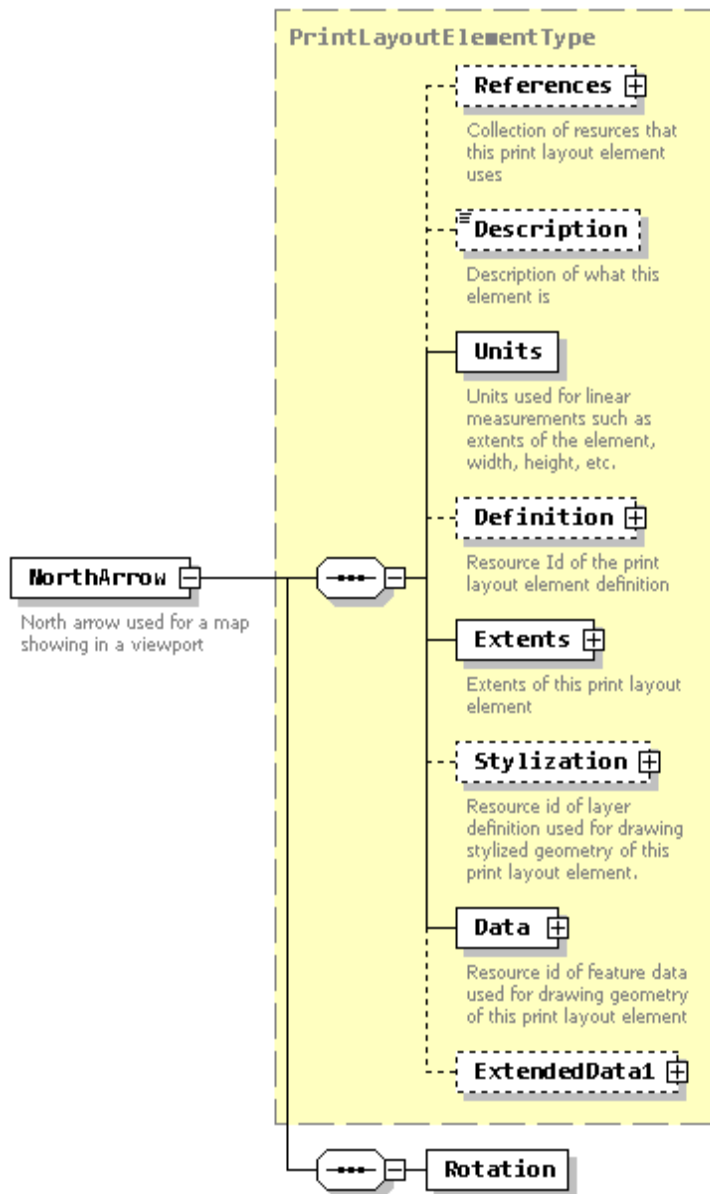 PrintLayoutElementType
References
Collection of resurces that
this print layout element
uses
Description
Description of what this
element is
Units
Units used for linear
measurements such as
extents of the element,
width, height, etc.
Definition
Resource Id of the print
layout element definition
NorthArrow
North arrow used for a map
showing in a viewport
Extents
Extents of this print layout
element
Stylization
Resource id of layer
definition used for drawing
stylized geometry of this
print layout element.
Data
Resource id of feature data
used for drawing geometry
of this print layout element
ExtendedData1
Rotation